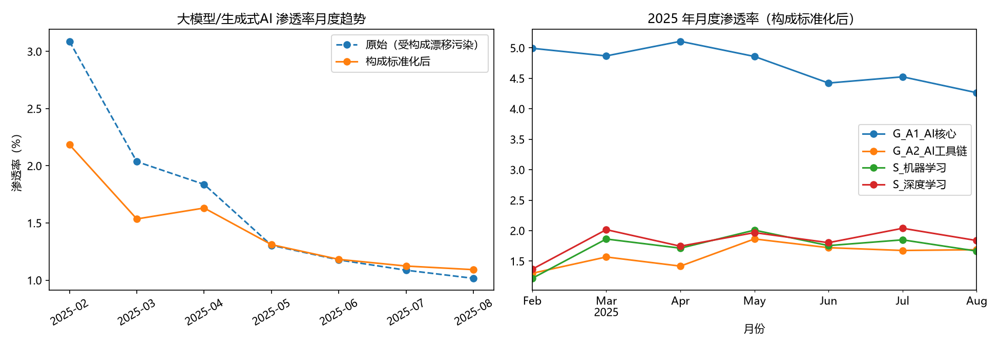 大模型/生成式AI 渗透率月度趋势
原始（受构成漂移污染）
构成标准化后
渗透率（%）
3.0
2.5
2.0
1.5
1.0
2025-02
2025-03
2025-04
2025-05
2025-06
2025-07
2025-08
2025 年月度渗透率（构成标准化后）
5.0
4.5
4.0
3.5
3.0
2.5
2.0
1.5
G_A1_AI核心
G_A2_AI工具链
S_机器学习
S_深度学习
Feb
Mar
2025
Apr
May
Jun
Jul
Aug
月份